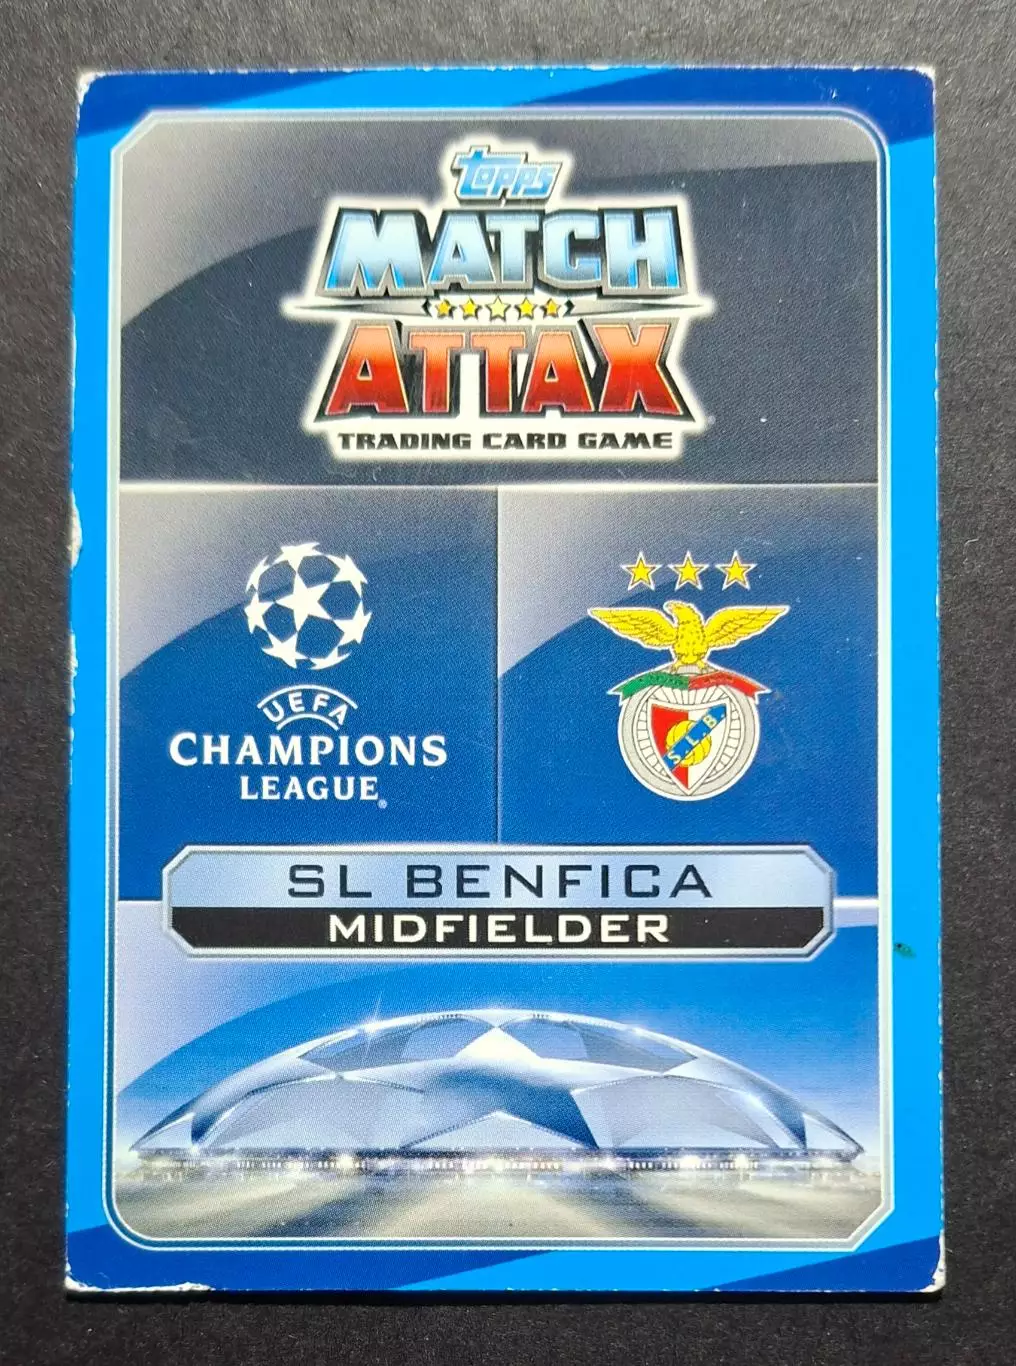 topps
MATCH
ATTAX
TRADING CARD GAME
UEFA
CHAMPIONS
LEAGUE®
S.L.B.
SL BENFICA
MIDFIELDER